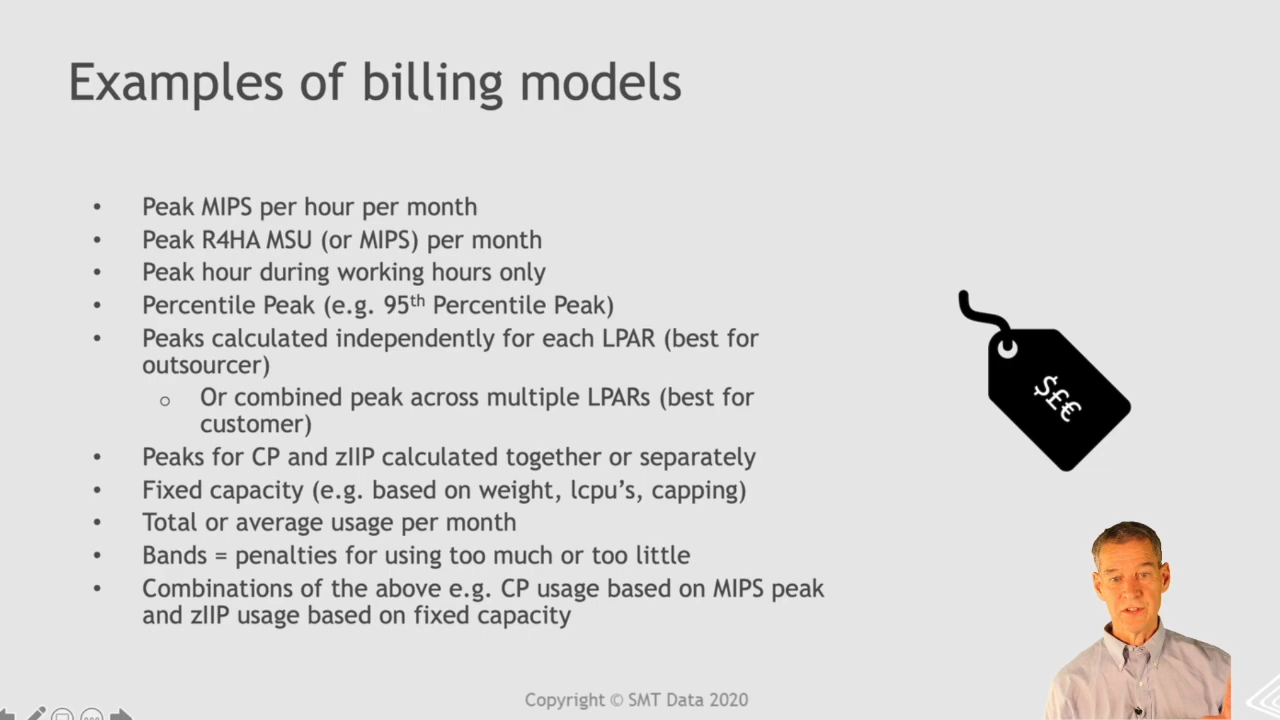 Examples of billing models
• Peak MIPS per hour per month
• Peak R4HA MSU (or MIPS) per month
• Peak hour during working hours only
• Percentile Peak (e.g. 95th Percentile Peak)
• Peaks calculated independently for each LPAR (best for
outsourcer)
o Or combined peak across multiple LPARs (best for
customer)
• Peaks for CP and zIIP calculated together or separately
• Fixed capacity (e.g. based on weight, lcpu’s, capping)
• Total or average usage per month
• Bands = penalties for using too much or too little
• Combinations of the above e.g. CP usage based on MIPS peak
and zIIP usage based on fixed capacity
$£€
Copyright © SMT Data 2020